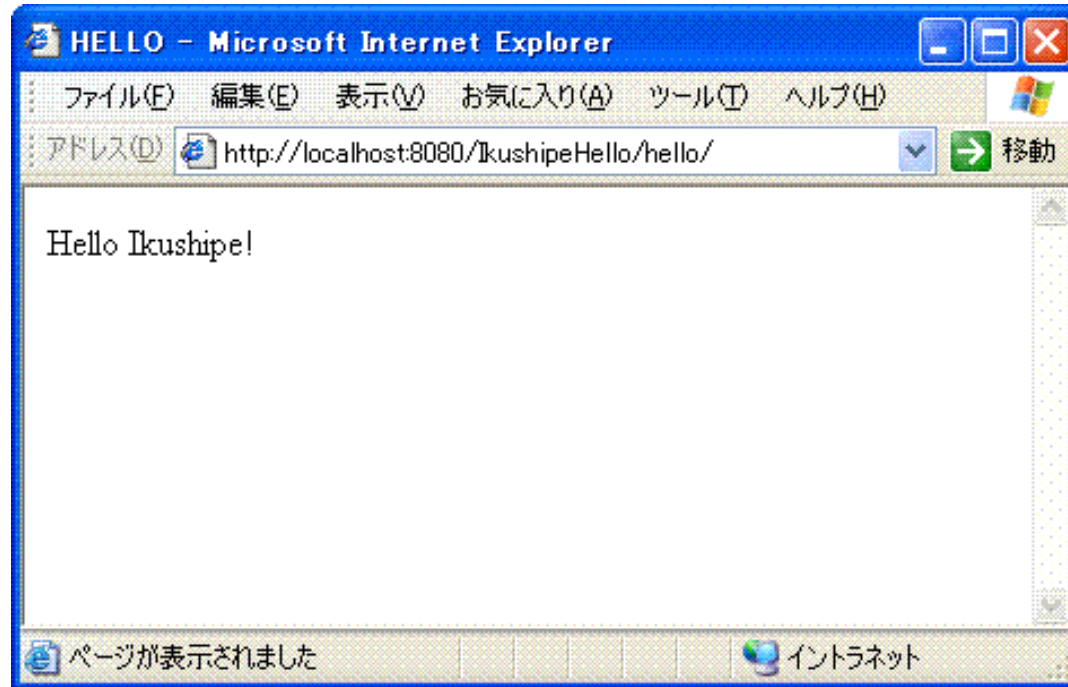 HELLO - Microsoft Internet Explorer
ファイル(F) 編集(E) 表示(V) お気に入り(A) ツール(T) ヘルプ(H)
アドレス(D) http://localhost:8080/IkushipeHello/hello/ 移動
Hello Ikushipe!
ページが表示されました イントラネット